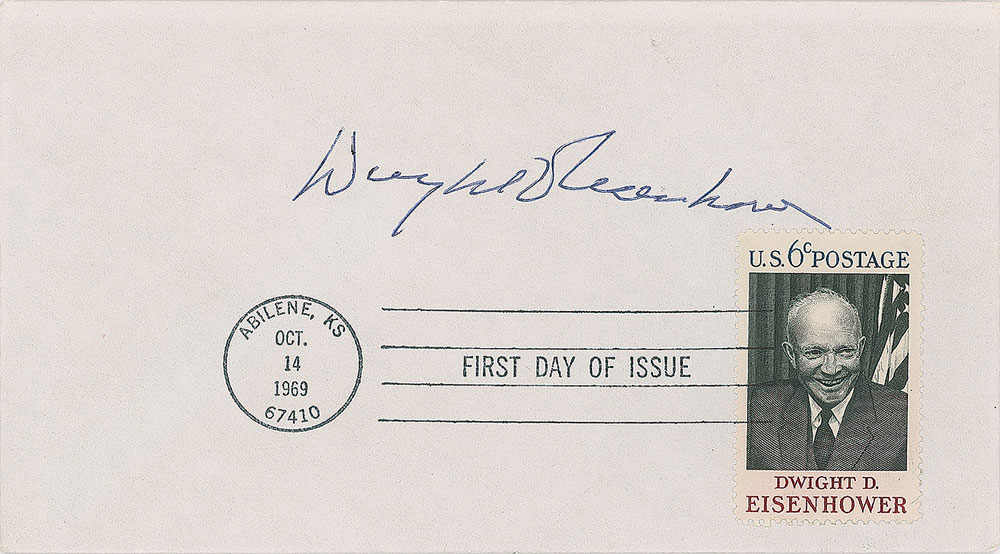 Dwight D Eisenhower
U.S. 6c POSTAGE
ABILENE, KS
OCT.
14
1969
67410
FIRST DAY OF ISSUE
DWIGHT D.
EISENHOWER